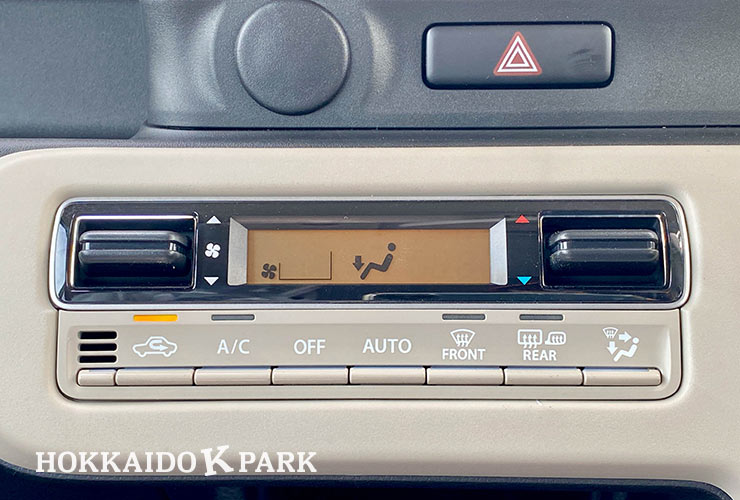 A/C OFF AUTO FRONT REAR
HOKKAIDO K PARK